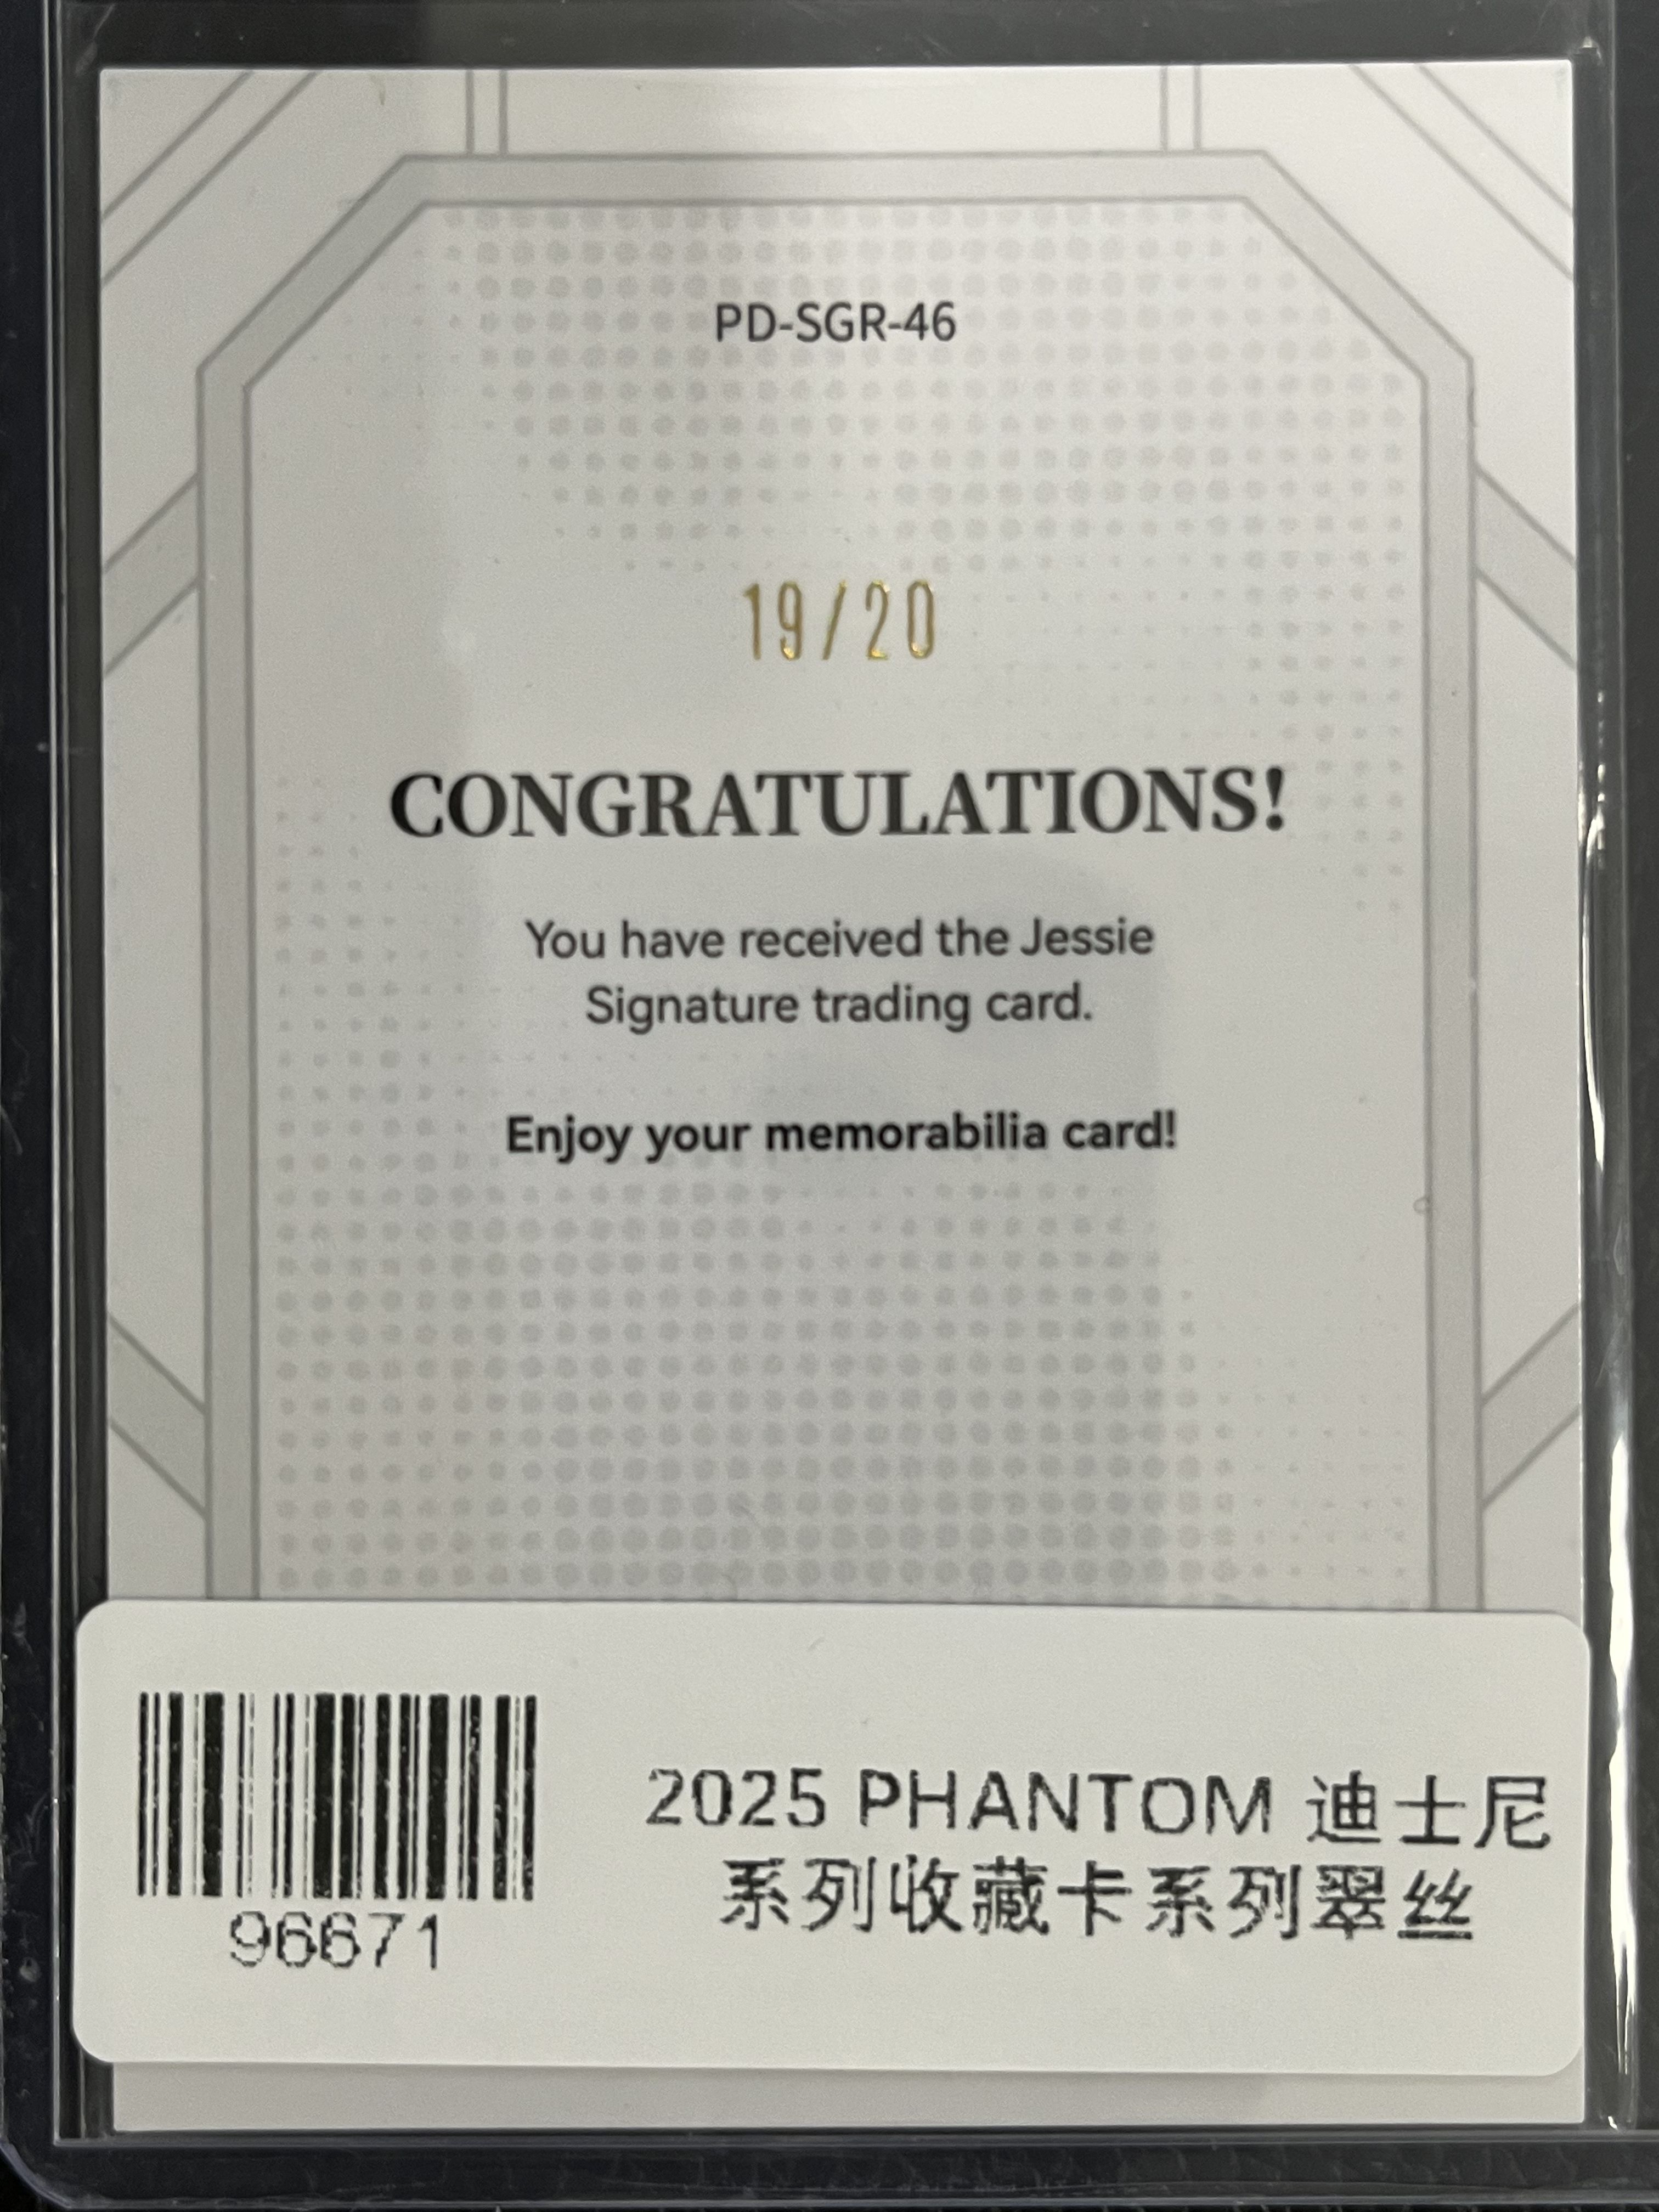 PD-SGR-46
19/20
CONGRATULATIONS!
You have received the Jessie
Signature trading card.
Enjoy your memorabilia card!
96671
2025 PHANTOM 迪士尼
系列收藏卡系列翠丝